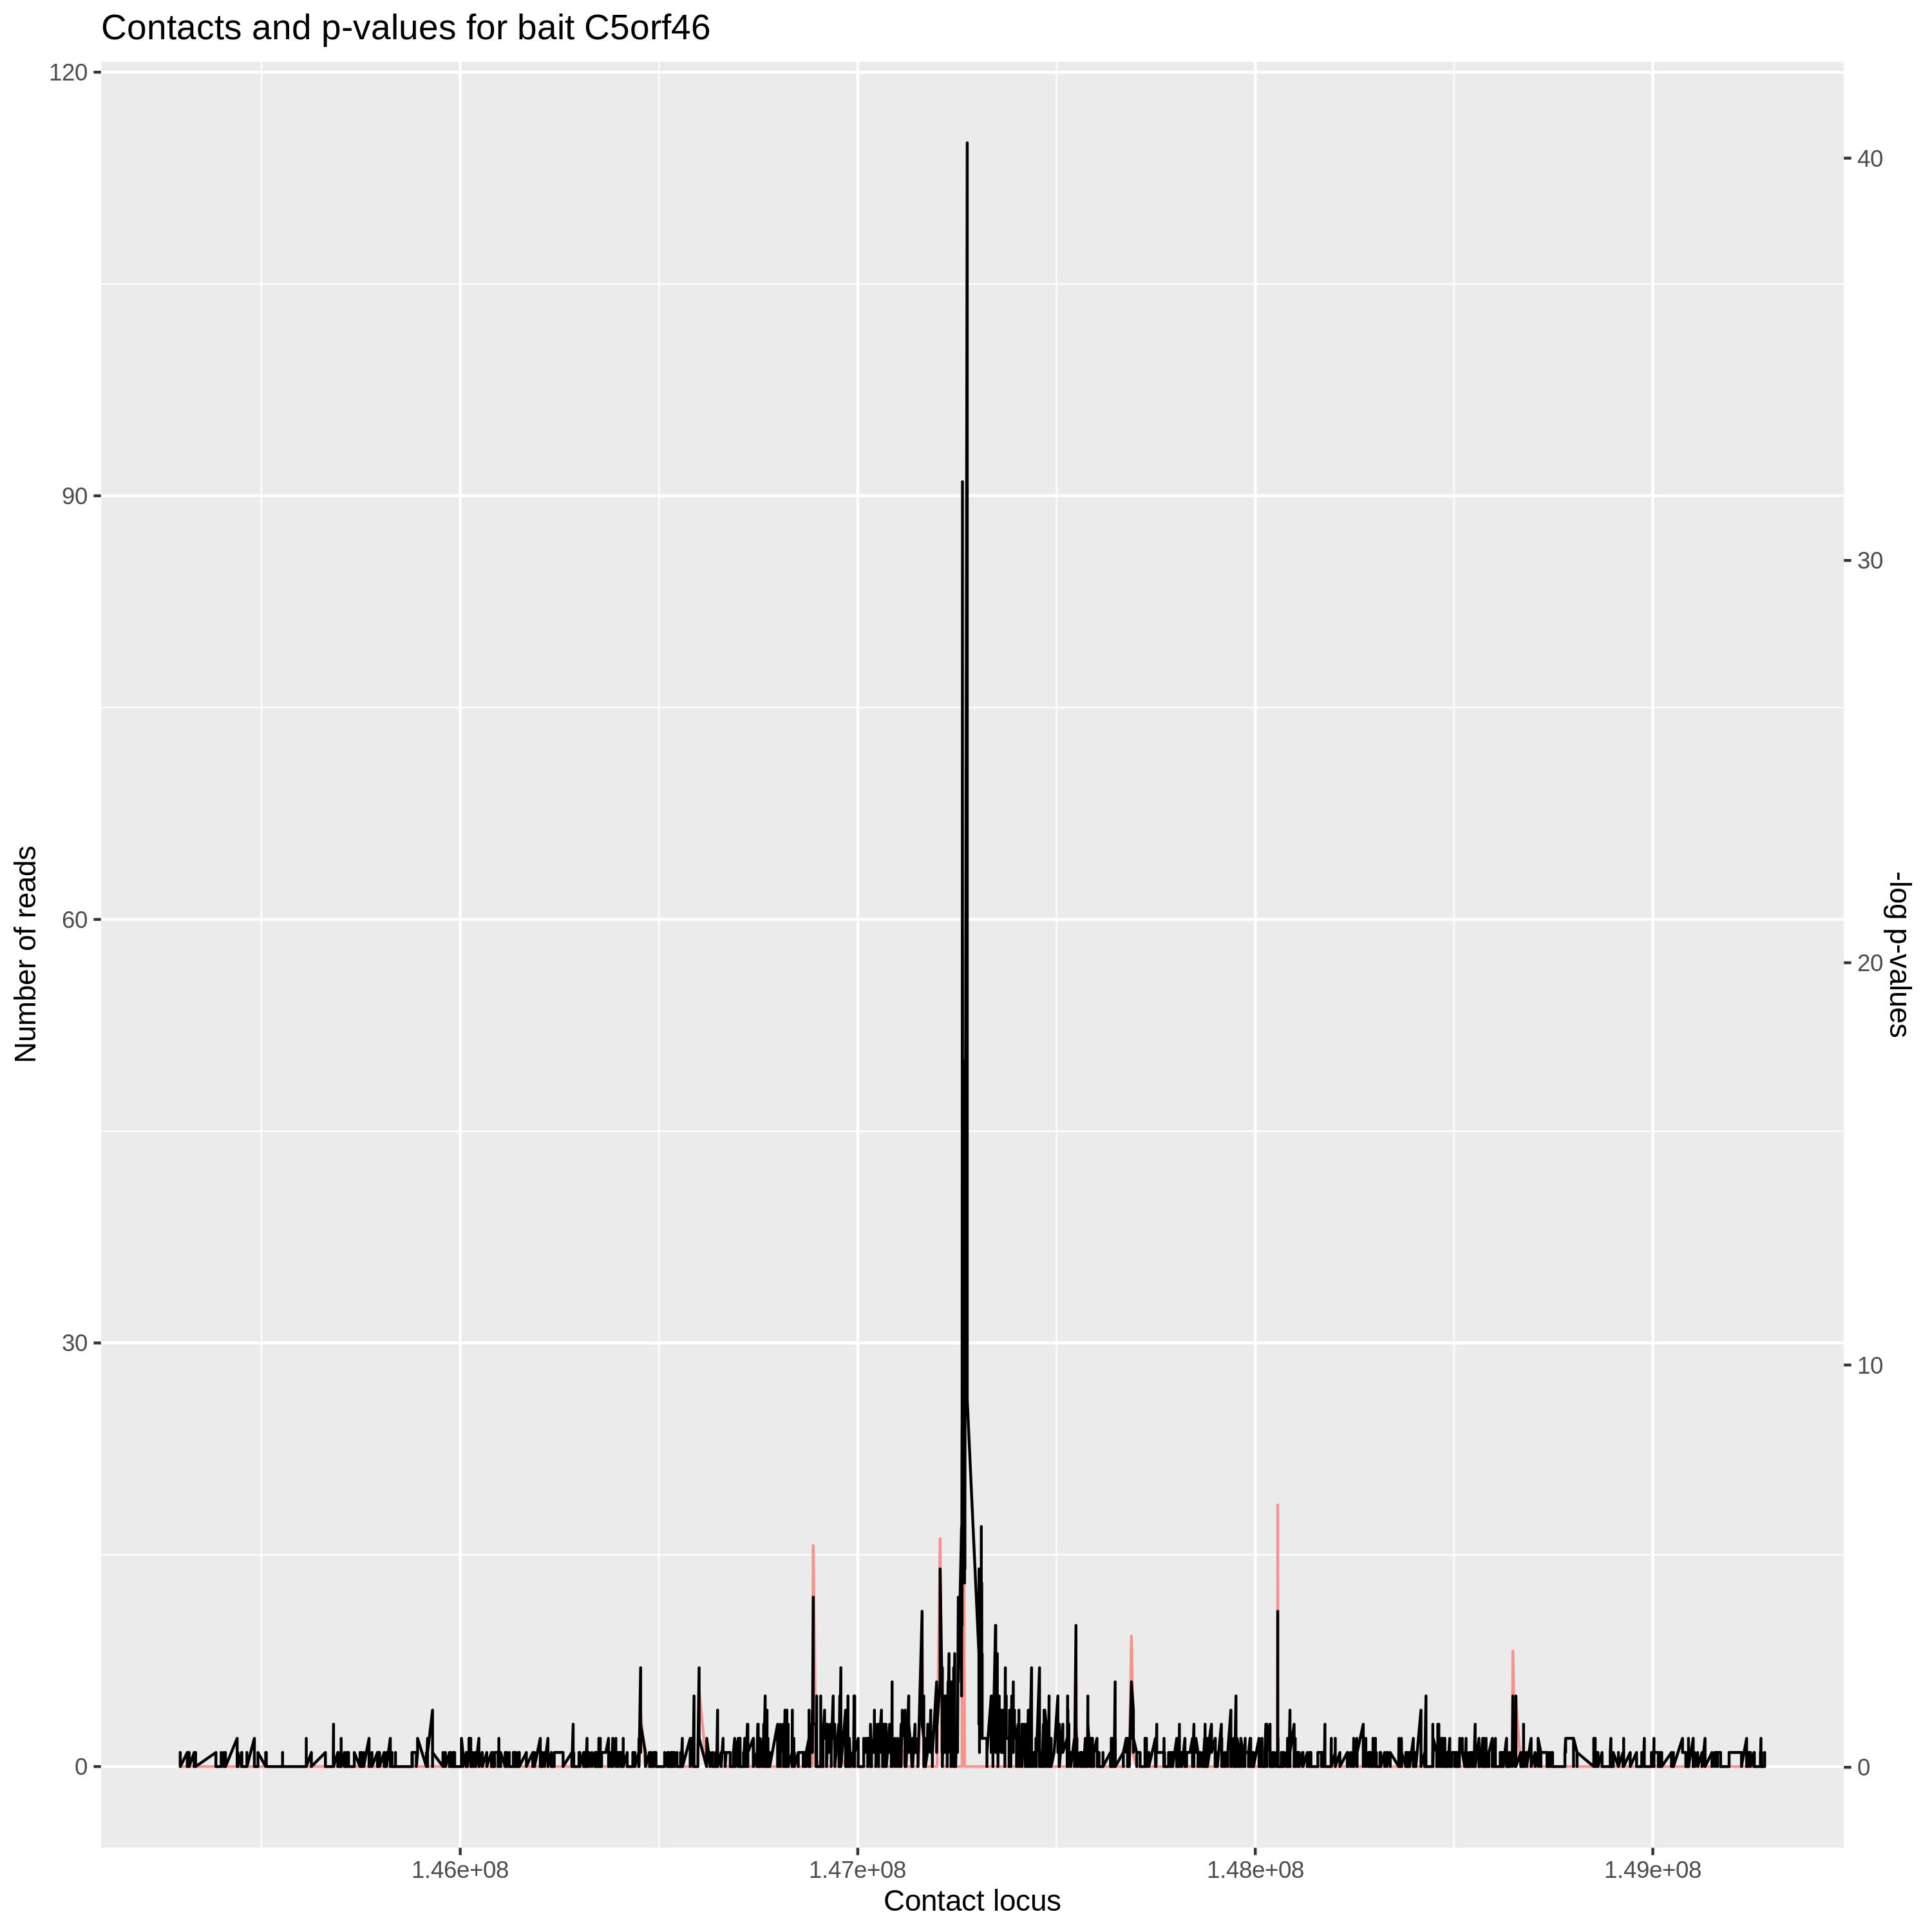 Contacts and p-values for bait C5orf46
120
90
60
30
0
Number of reads
40
30
20
10
0
-log p-values
1.46e+08
1.47e+08
1.48e+08
1.49e+08
Contact locus